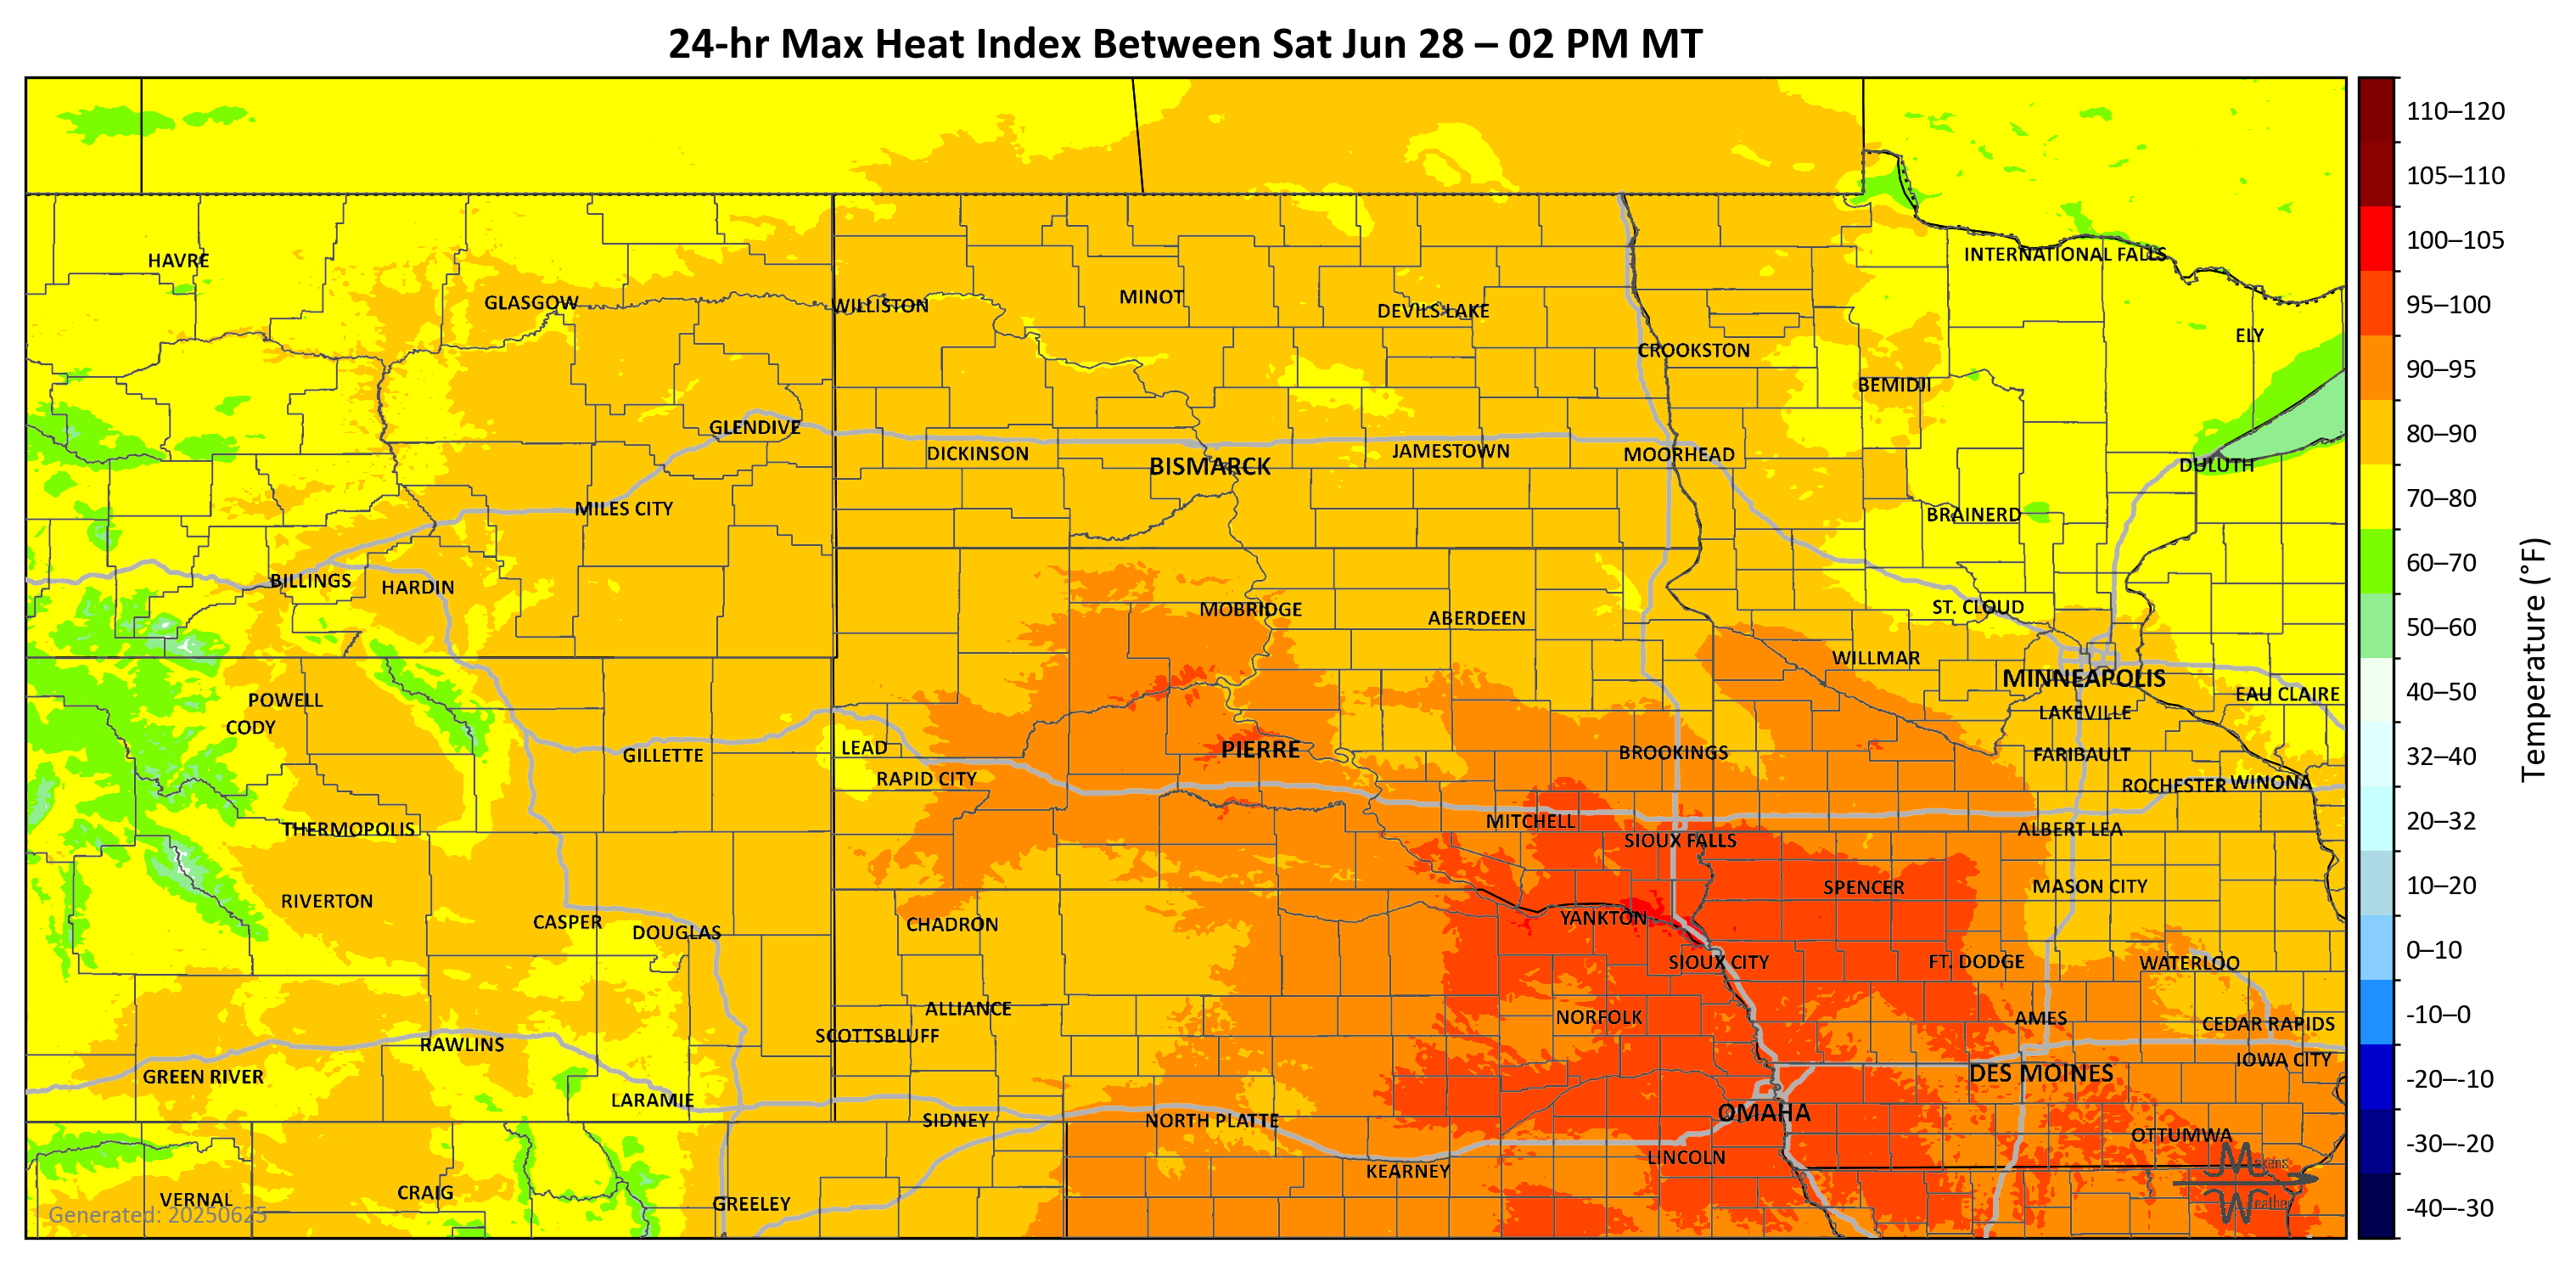 24-hr Max Heat Index Between Sat Jun 28 – 02 PM MT
110–120
105–110
100–105
95–100
90–95
80–90
70–80
60–70
50–60
40–50
32–40
20–32
10–20
0–10
-10–0
-20–-10
-30–-20
-40–-30
Temperature (°F)
HAVRE
INTERNATIONAL FALLS
GLASGOW
WILLISTON
MINOT
DEVILS LAKE
ELY
CROOKSTON
BEMIDJI
GLENDIVE
DICKINSON
BISMARCK
JAMESTOWN
MOORHEAD
DULUTH
MILES CITY
BRAINERD
BILLINGS
HARDIN
MOBRIDGE
ABERDEEN
ST. CLOUD
WILLMAR
MINNEAPOLIS
POWELL
EAU CLAIRE
CODY
LAKEVILLE
GILLETTE
LEAD
PIERRE
BROOKINGS
FARIBAULT
RAPID CITY
ROCHESTER
WINONA
THERMOPOLIS
MITCHELL
SIOUX FALLS
ALBERT LEA
RIVERTON
SPENCER
MASON CITY
CASPER
DOUGLAS
CHADRON
YANKTON
SIOUX CITY
FT. DODGE
WATERLOO
ALLIANCE
NORFOLK
AMES
CEDAR RAPIDS
SCOTTSBLUFF
RAWLINS
IOWA CITY
GREEN RIVER
DES MOINES
LARAMIE
SIDNEY
NORTH PLATTE
OMAHA
OTTUMWA
KEARNEY
LINCOLN
VERNAL
CRAIG
GREELEY
Generated: 20250625